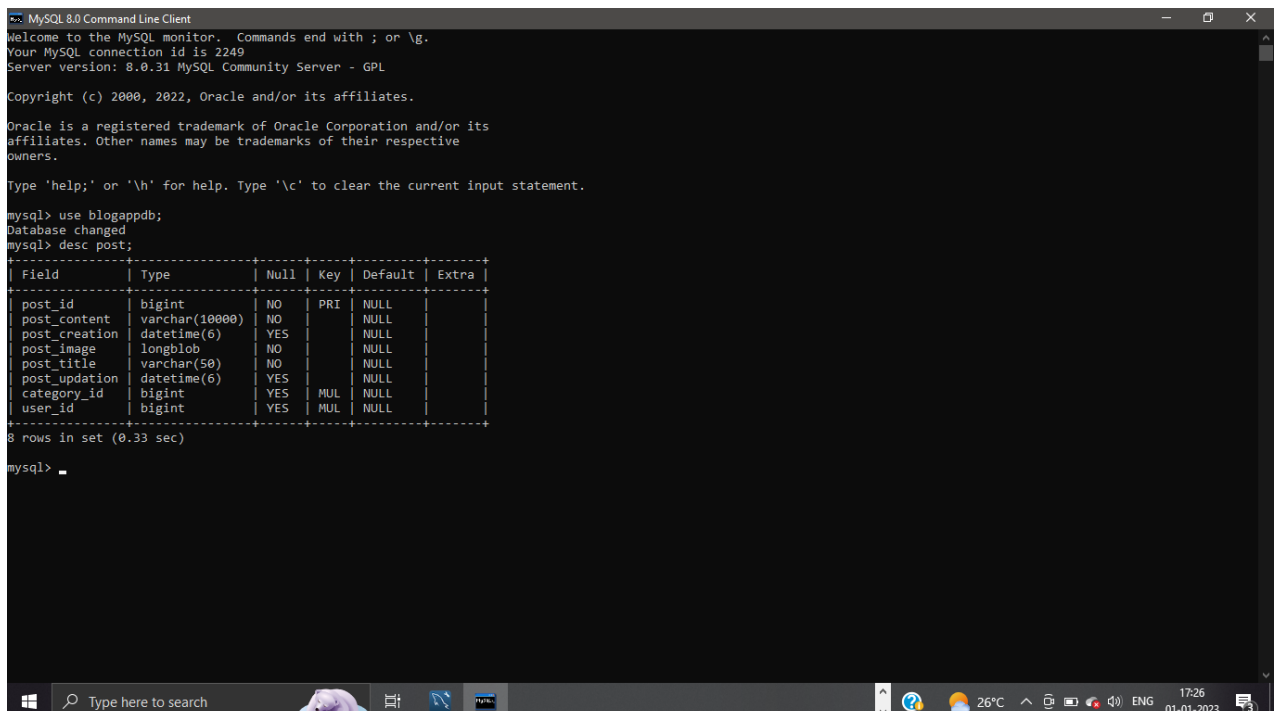 MySQL 8.0 Command Line Client
Welcome to the MySQL monitor.  Commands end with ; or \g.
Your MySQL connection id is 2249
Server version: 8.0.31 MySQL Community Server - GPL
Copyright (c) 2000, 2022, Oracle and/or its affiliates.
Oracle is a registered trademark of Oracle Corporation and/or its
affiliates. Other names may be trademarks of their respective
owners.
Type 'help;' or '\h' for help. Type '\c' to clear the current input statement.
mysql> use blogappdb;
Database changed
mysql> desc post;
+---------------+----------------+------+-----+---------+-------+
| Field         | Type           | Null | Key | Default | Extra |
+---------------+----------------+------+-----+---------+-------+
| post_id       | bigint         | NO   | PRI | NULL    |       |
| post_content  | varchar(10000) | NO   |     | NULL    |       |
| post_creation | datetime(6)    | YES  |     | NULL    |       |
| post_image    | longblob       | NO   |     | NULL    |       |
| post_title    | varchar(50)    | NO   |     | NULL    |       |
| post_updation | datetime(6)    | YES  |     | NULL    |       |
| category_id   | bigint         | YES  | MUL | NULL    |       |
| user_id       | bigint         | YES  | MUL | NULL    |       |
+---------------+----------------+------+-----+---------+-------+
8 rows in set (0.33 sec)
mysql> _
Type here to search
26°C
ENG
17:26
01-01-2023
3